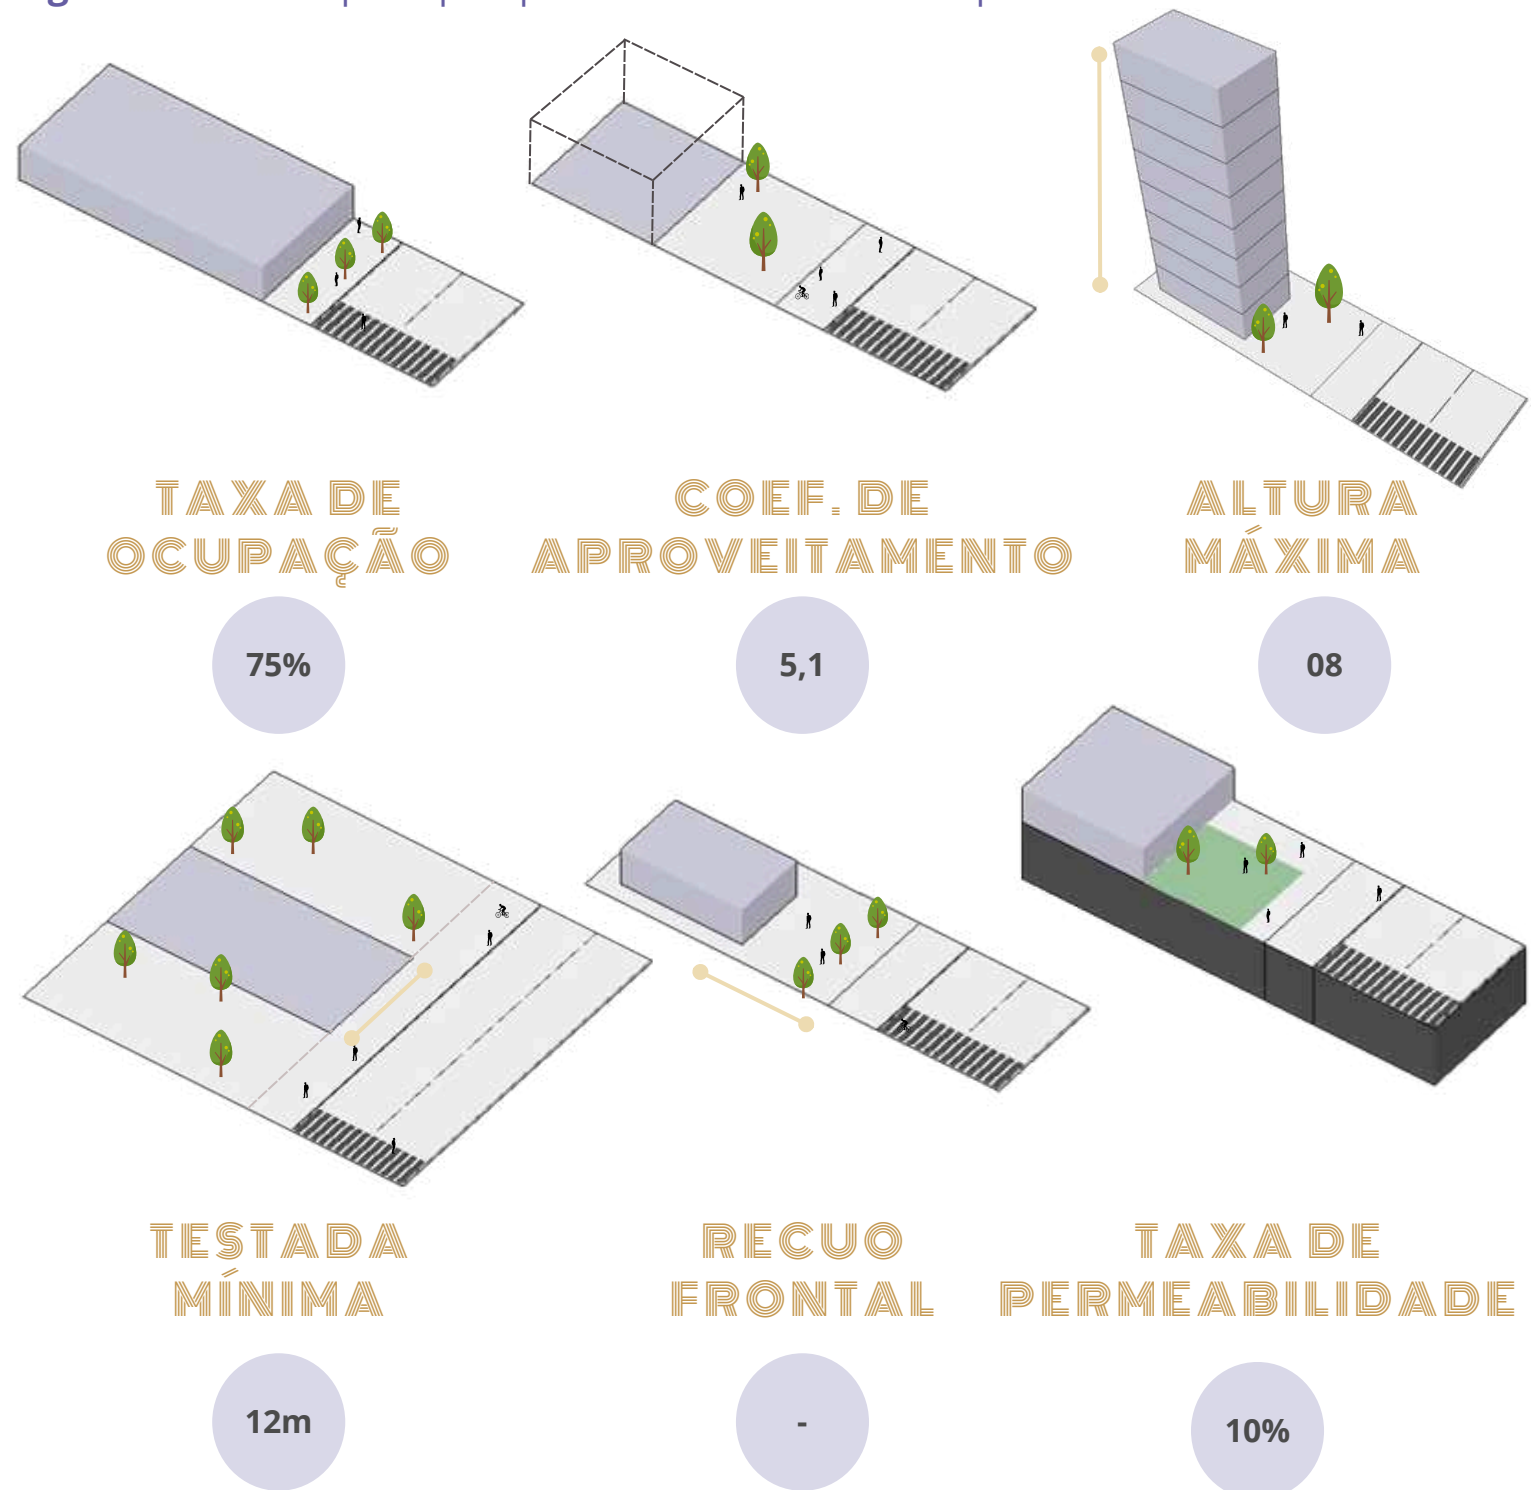 TAXA DE
OCUPAÇÃO
75%
COEF. DE
APROVEITAMENTO
5,1
ALTURA
MÁXIMA
08
TESTADA
MÍNIMA
12m
RECUO
FRONTAL
-
TAXA DE
PERMEABILIDADE
10%